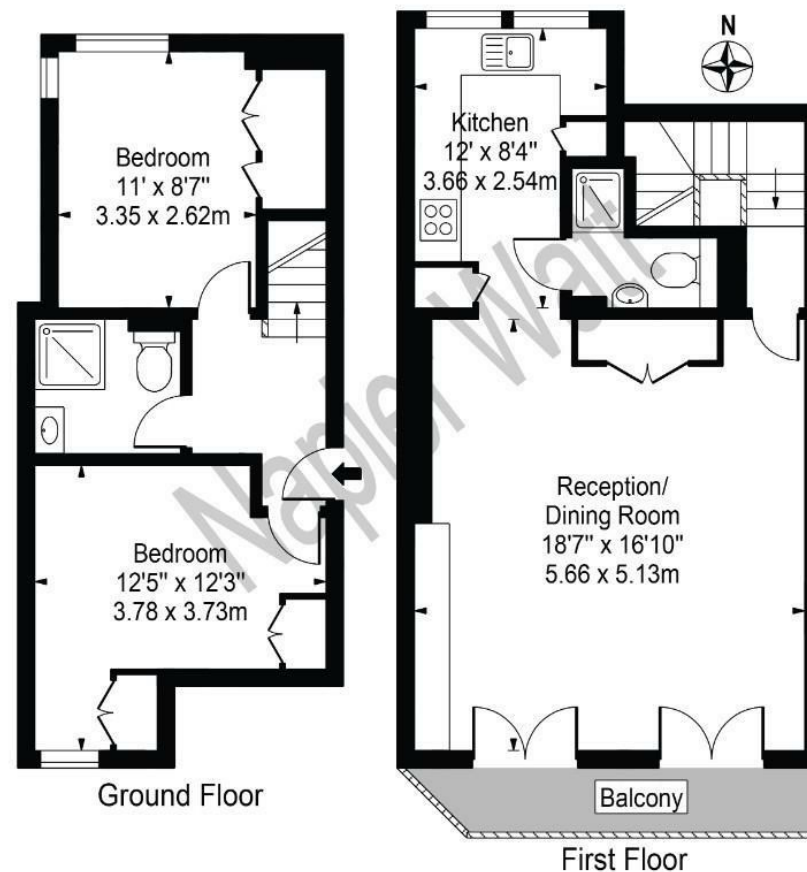 N
Kitchen
12' x 8'4"
3.66 x 2.54m
Bedroom
11' x 8'7"
3.35 x 2.62m
Napier Watt
Reception/
Dining Room
18'7" x 16'10"
5.66 x 5.13m
Bedroom
12'5" x 12'3"
3.78 x 3.73m
Ground Floor
Balcony
First Floor